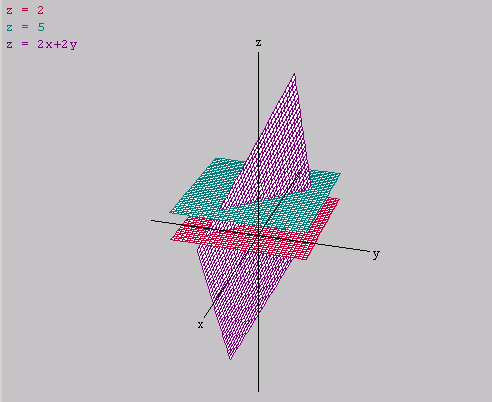 z = 2
z = 5
z = 2x+2y
z
y
x